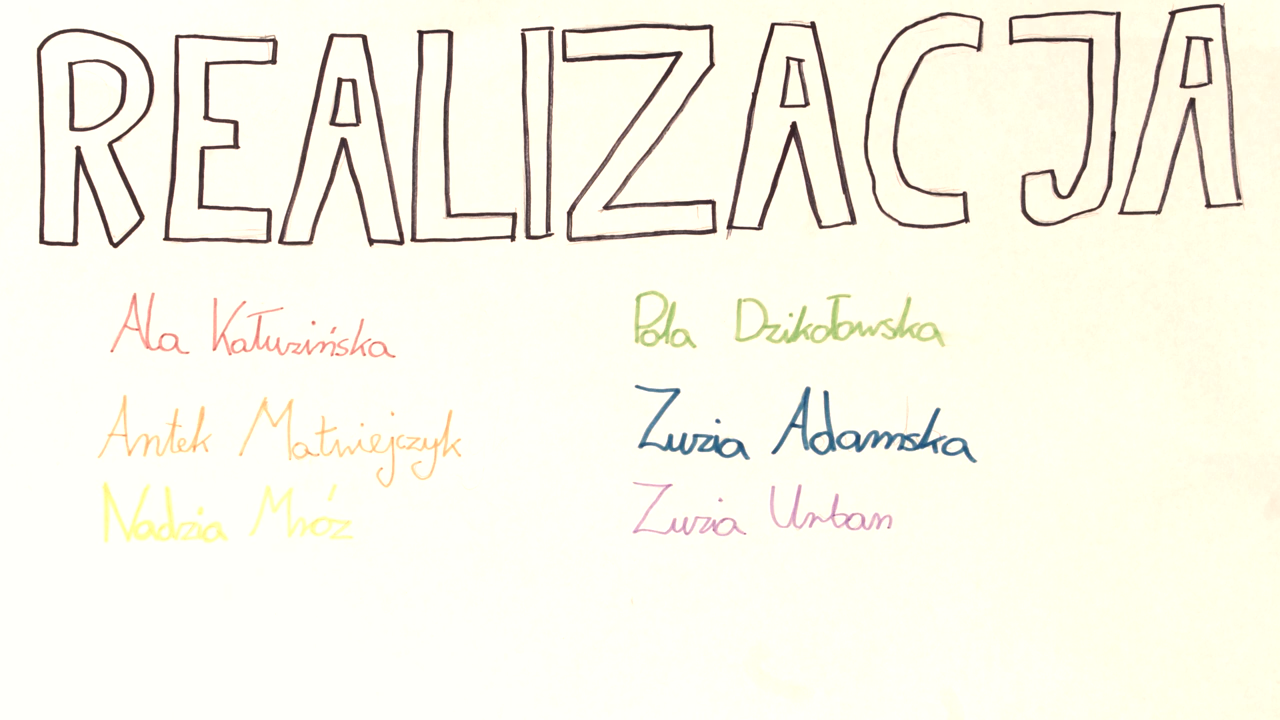 REALIZACJA
Ala Kałuzińska
Antek Matwiejczyk
Nadzia Mróz
Pola Dzikołowska
Zuzia Adamska
Zuzia Urban